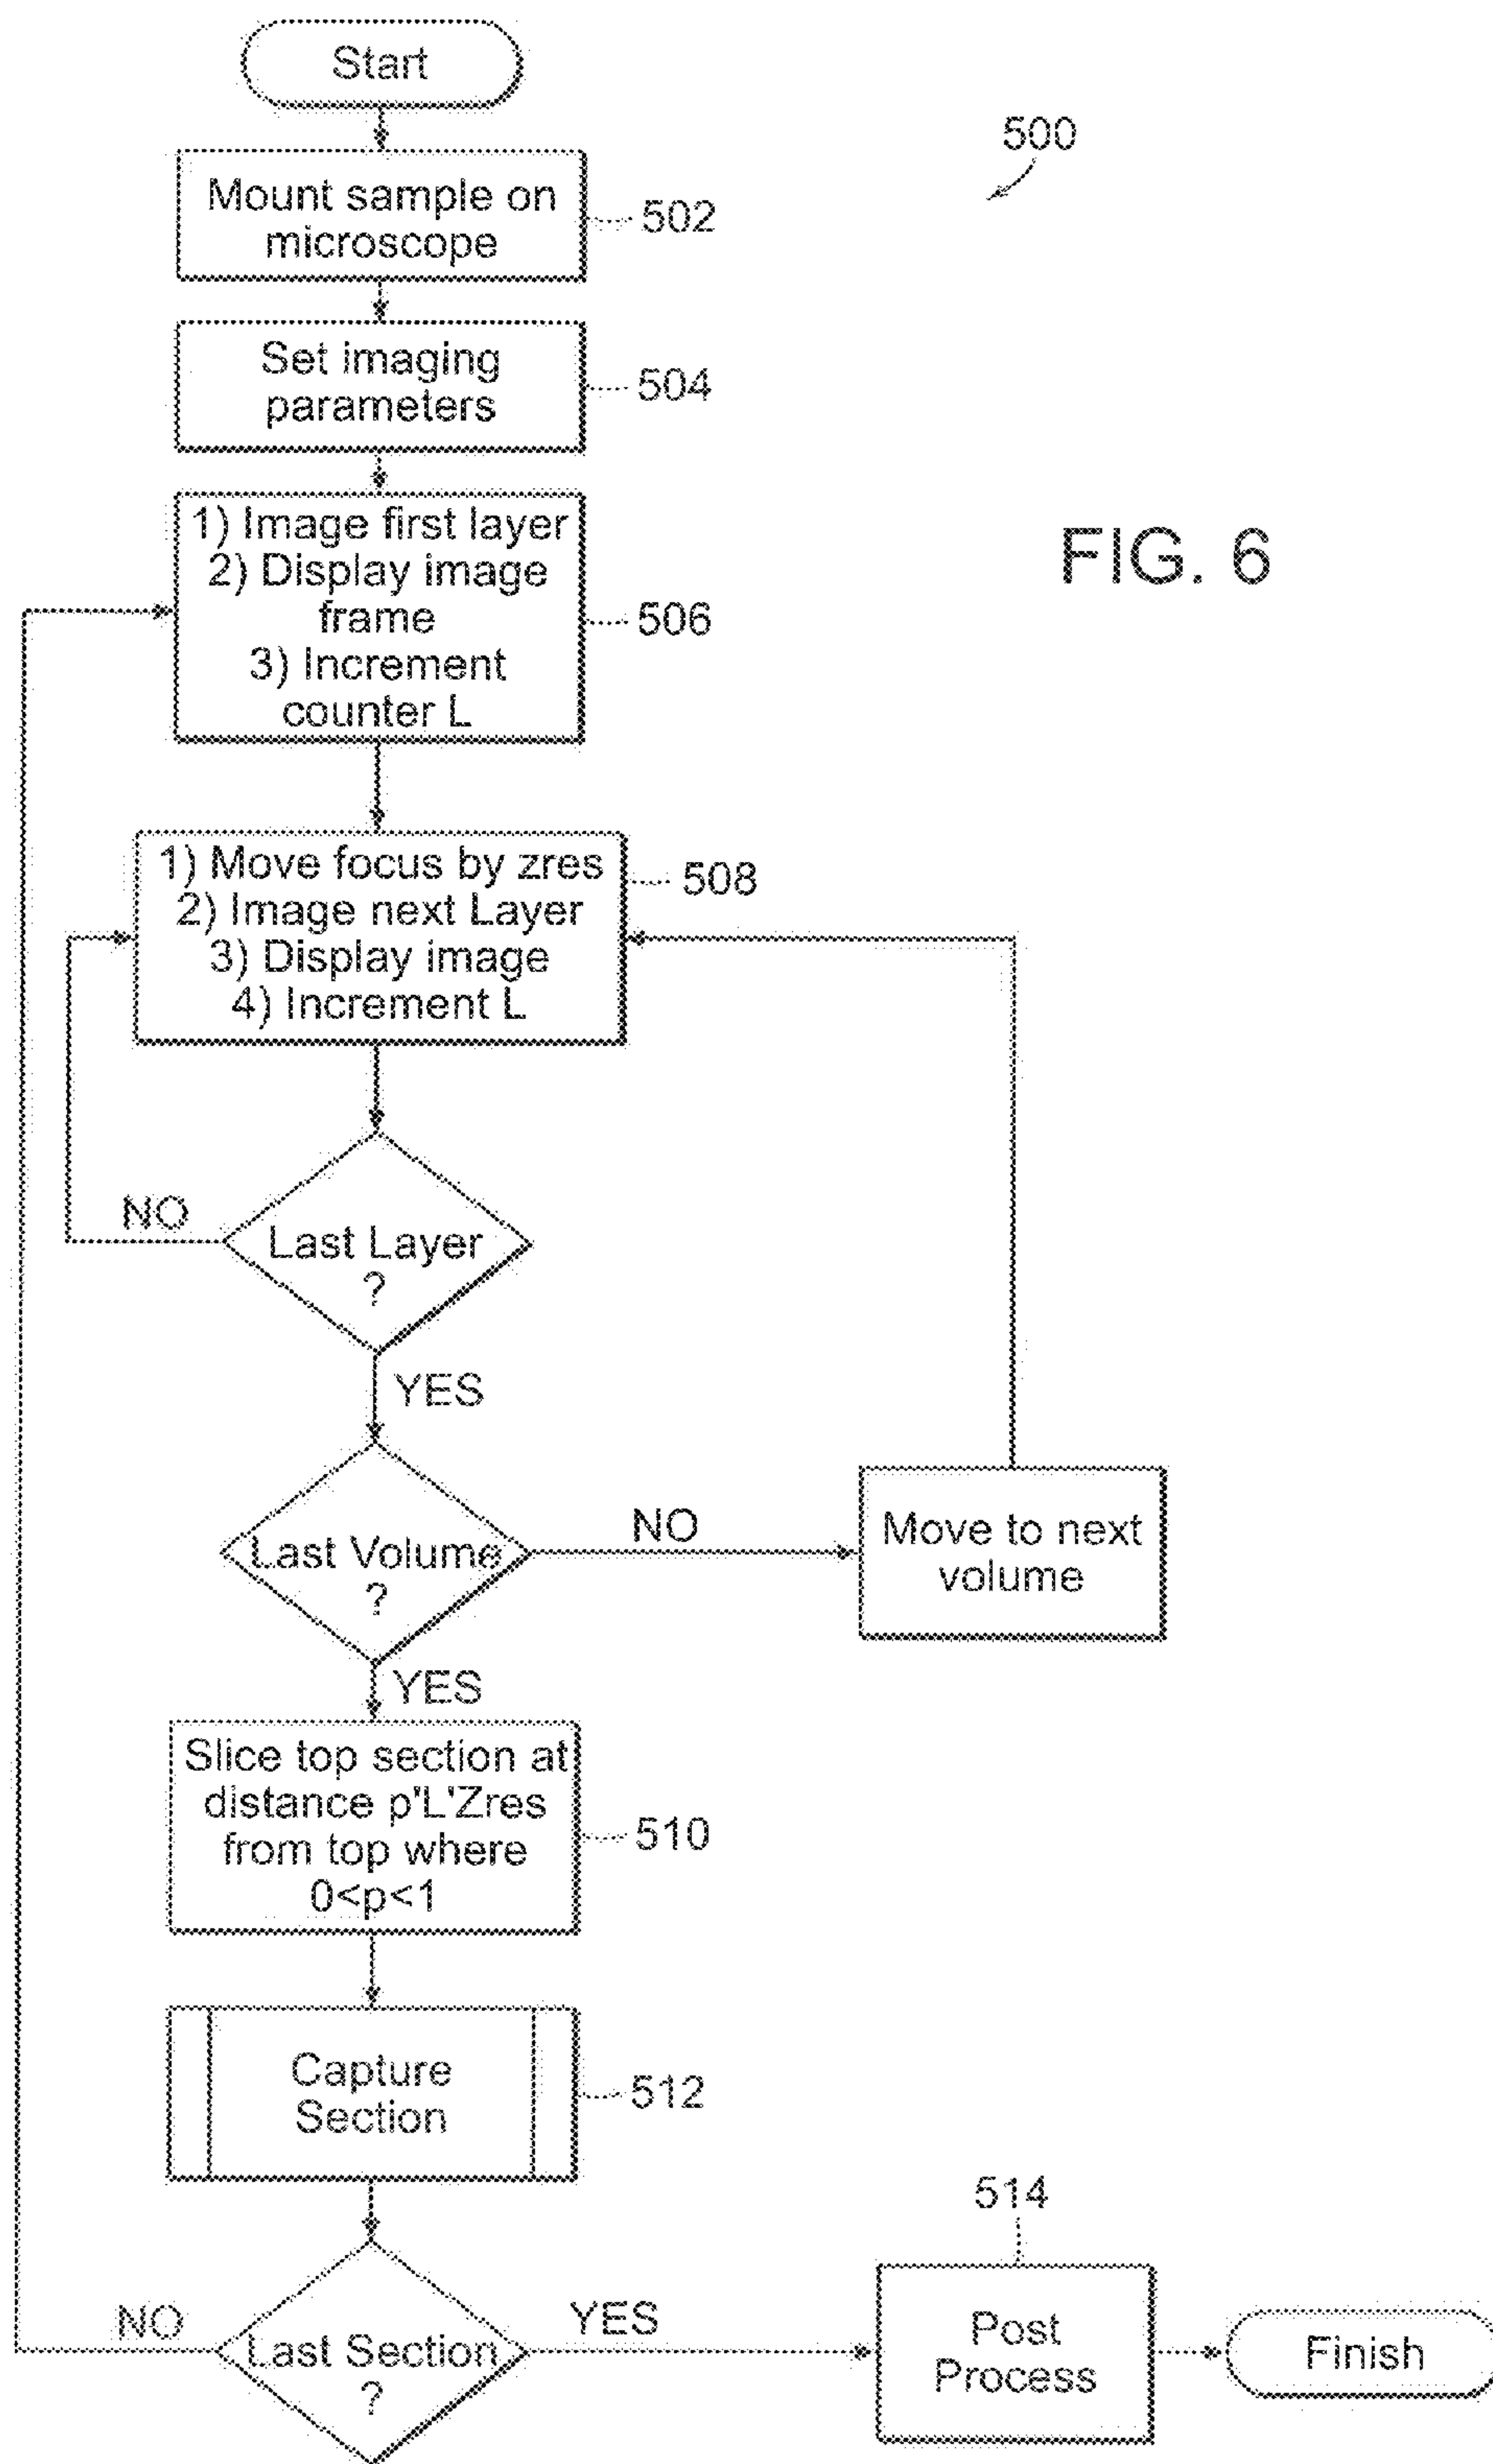 Start
500
Mount sample on
microscope
502
Set imaging
parameters
504
FIG. 6
1) Image first layer
2) Display image
frame
3) Increment
counter L
506
1) Move focus by zres
2) Image next Layer
3) Display image
4) Increment L
508
NO
Last Layer
?
YES
Last Volume
?
NO
Move to next
volume
YES
Slice top section at
distance p'L'Zres
from top where
0<p<1
510
Capture
Section
512
NO
Last Section
?
YES
514
Post
Process
Finish